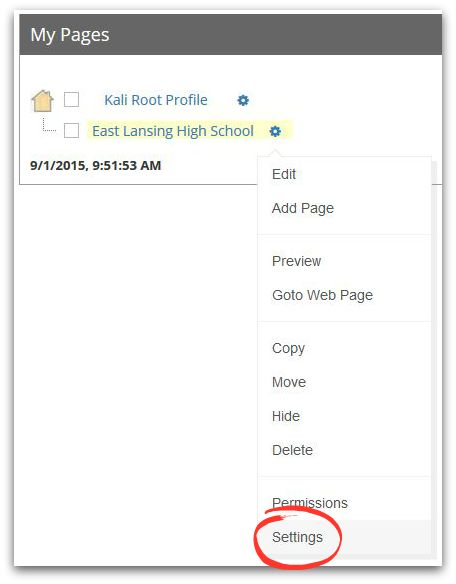 My Pages
Kali Root Profile
East Lansing High School
9/1/2015, 9:51:53 AM
Edit
Add Page
Preview
Goto Web Page
Copy
Move
Hide
Delete
Permissions
Settings